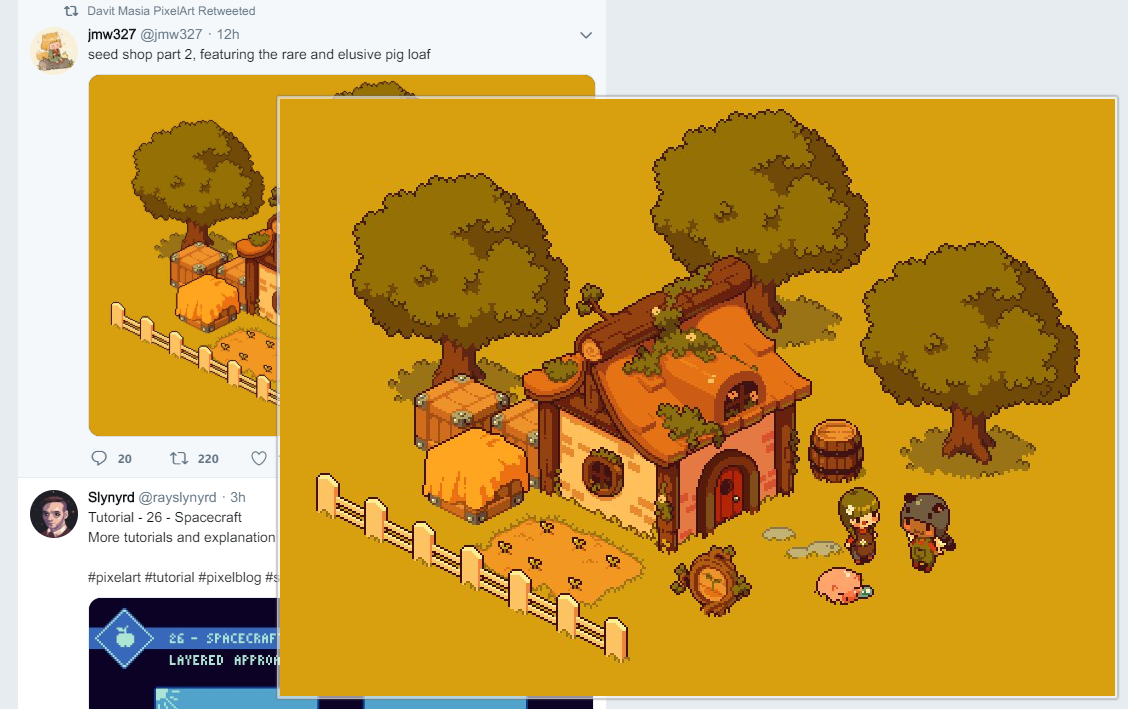 Davit Masia PixelArt Retweeted
jmw327 @jmw327 · 12h
seed shop part 2, featuring the rare and elusive pig loaf
20 220
Slynyrd @rayslynyrd · 3h
Tutorial - 26 - Spacecraft
More tutorials and explanation
#pixelart #tutorial #pixelblog #s
26 - SPACECRAF
LAYERED APPROA